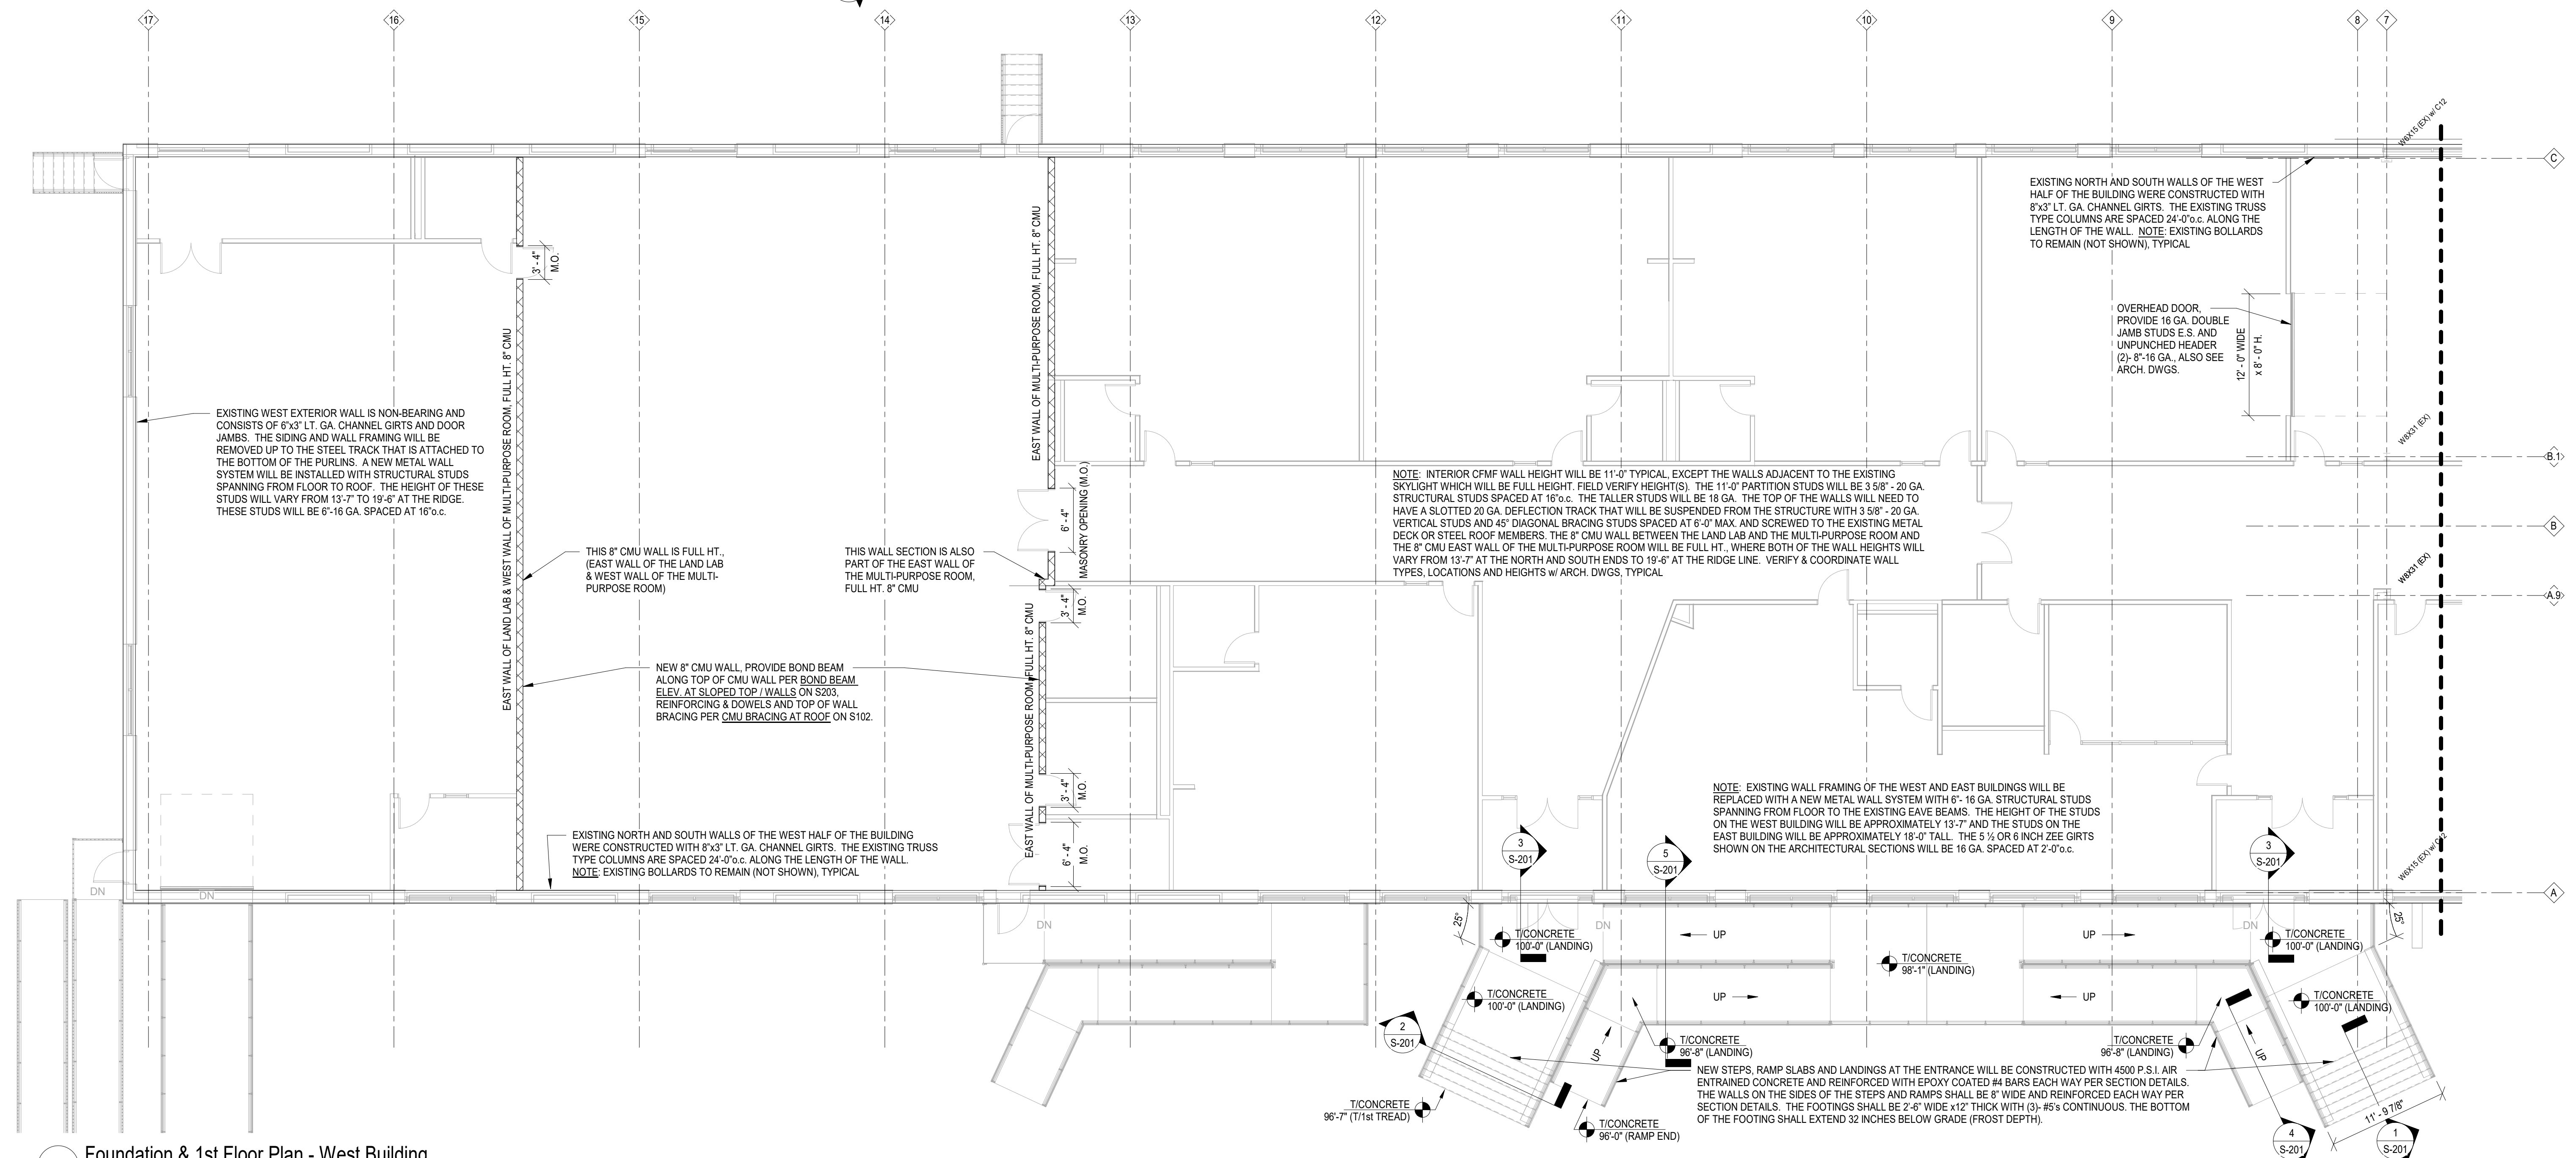 17
16
15
14
13
12
11
10
9
8
7
W6X15 (EX) w/ C12
C
EXISTING NORTH AND SOUTH WALLS OF THE WEST
HALF OF THE BUILDING WERE CONSTRUCTED WITH
8"x3" LT. GA. CHANNEL GIRTS. THE EXISTING TRUSS
TYPE COLUMNS ARE SPACED 24'-0"o.c. ALONG THE
LENGTH OF THE WALL. NOTE: EXISTING BOLLARDS
TO REMAIN (NOT SHOWN), TYPICAL
3' - 4"
M.O.
EAST WALL OF MULTI-PURPOSE ROOM, FULL HT. 8" CMU
OVERHEAD DOOR,
PROVIDE 16 GA. DOUBLE
JAMB STUDS E.S. AND
UNPUNCHED HEADER
(2)- 8"-16 GA., ALSO SEE
ARCH. DWGS.
12' - 0" WIDE
x 8' - 0" H.
EAST WALL OF LAND LAB & WEST WALL OF MULTI-PURPOSE ROOM, FULL HT. 8" CMU
EXISTING WEST EXTERIOR WALL IS NON-BEARING AND
CONSISTS OF 6"x3" LT. GA. CHANNEL GIRTS AND DOOR
JAMBS. THE SIDING AND WALL FRAMING WILL BE
REMOVED UP TO THE STEEL TRACK THAT IS ATTACHED TO
THE BOTTOM OF THE PURLINS. A NEW METAL WALL
SYSTEM WILL BE INSTALLED WITH STRUCTURAL STUDS
SPANNING FROM FLOOR TO ROOF. THE HEIGHT OF THESE
STUDS WILL VARY FROM 13'-7" TO 19'-6" AT THE RIDGE.
THESE STUDS WILL BE 6"-16 GA. SPACED AT 16"o.c.
W8X31 (EX)
B.1
6' - 4"
MASONRY OPENING (M.O.)
NOTE: INTERIOR CFMF WALL HEIGHT WILL BE 11'-0" TYPICAL, EXCEPT THE WALLS ADJACENT TO THE EXISTING
SKYLIGHT WHICH WILL BE FULL HEIGHT. FIELD VERIFY HEIGHT(S). THE 11'-0" PARTITION STUDS WILL BE 3 5/8" - 20 GA.
STRUCTURAL STUDS SPACED AT 16"o.c. THE TALLER STUDS WILL BE 18 GA. THE TOP OF THE WALLS WILL NEED TO
HAVE A SLOTTED 20 GA. DEFLECTION TRACK THAT WILL BE SUSPENDED FROM THE STRUCTURE WITH 3 5/8" - 20 GA.
VERTICAL STUDS AND 45° DIAGONAL BRACING STUDS SPACED AT 6'-0" MAX. AND SCREWED TO THE EXISTING METAL
DECK OR STEEL ROOF MEMBERS. THE 8" CMU WALL BETWEEN THE LAND LAB AND THE MULTI-PURPOSE ROOM AND
THE 8" CMU EAST WALL OF THE MULTI-PURPOSE ROOM WILL BE FULL HT., WHERE BOTH OF THE WALL HEIGHTS WILL
VARY FROM 13'-7" AT THE NORTH AND SOUTH ENDS TO 19'-6" AT THE RIDGE LINE. VERIFY & COORDINATE WALL
TYPES, LOCATIONS AND HEIGHTS w/ ARCH. DWGS, TYPICAL
B
THIS 8" CMU WALL IS FULL HT.,
(EAST WALL OF THE LAND LAB
& WEST WALL OF THE MULTI-
PURPOSE ROOM)
THIS WALL SECTION IS ALSO
PART OF THE EAST WALL OF
THE MULTI-PURPOSE ROOM,
FULL HT. 8" CMU
W8X31 (EX)
A.9
3' - 4"
M.O.
EAST WALL OF MULTI-PURPOSE ROOM, FULL HT. 8" CMU
NEW 8" CMU WALL, PROVIDE BOND BEAM
ALONG TOP OF CMU WALL PER BOND BEAM
ELEV. AT SLOPED TOP / WALLS ON S203,
REINFORCING & DOWELS AND TOP OF WALL
BRACING PER CMU BRACING AT ROOF ON S102.
3' - 4"
M.O.
6' - 4"
M.O.
NOTE: EXISTING WALL FRAMING OF THE WEST AND EAST BUILDINGS WILL BE
REPLACED WITH A NEW METAL WALL SYSTEM WITH 6"- 16 GA. STRUCTURAL STUDS
SPANNING FROM FLOOR TO THE EXISTING EAVE BEAMS. THE HEIGHT OF THE STUDS
ON THE WEST BUILDING WILL BE APPROXIMATELY 13'-7" AND THE STUDS ON THE
EAST BUILDING WILL BE APPROXIMATELY 18'-0" TALL. THE 5 ½ OR 6 INCH ZEE GIRTS
SHOWN ON THE ARCHITECTURAL SECTIONS WILL BE 16 GA. SPACED AT 2'-0"o.c.
EXISTING NORTH AND SOUTH WALLS OF THE WEST HALF OF THE BUILDING
WERE CONSTRUCTED WITH 8"x3" LT. GA. CHANNEL GIRTS. THE EXISTING TRUSS
TYPE COLUMNS ARE SPACED 24'-0"o.c. ALONG THE LENGTH OF THE WALL.
NOTE: EXISTING BOLLARDS TO REMAIN (NOT SHOWN), TYPICAL
3
S-201
5
S-201
3
S-201
W6X15 (EX) w/ C12
A
DN
DN
DN
DN
DN
25°
25°
T/CONCRETE
100'-0" (LANDING)
UP
UP
T/CONCRETE
100'-0" (LANDING)
T/CONCRETE
98'-1" (LANDING)
T/CONCRETE
100'-0" (LANDING)
UP
UP
T/CONCRETE
100'-0" (LANDING)
2
S-201
UP
T/CONCRETE
96'-8" (LANDING)
T/CONCRETE
96'-8" (LANDING)
UP
NEW STEPS, RAMP SLABS AND LANDINGS AT THE ENTRANCE WILL BE CONSTRUCTED WITH 4500 P.S.I. AIR
ENTRAINED CONCRETE AND REINFORCED WITH EPOXY COATED #4 BARS EACH WAY PER SECTION DETAILS.
THE WALLS ON THE SIDES OF THE STEPS AND RAMPS SHALL BE 8" WIDE AND REINFORCED EACH WAY PER
SECTION DETAILS. THE FOOTINGS SHALL BE 2'-6" WIDE x12" THICK WITH (3)- #5's CONTINUOUS. THE BOTTOM
OF THE FOOTING SHALL EXTEND 32 INCHES BELOW GRADE (FROST DEPTH).
T/CONCRETE
96'-7" (T/1st TREAD)
T/CONCRETE
96'-0" (RAMP END)
11' - 9 7/8"
4
S-201
1
S-201
Foundation & 1st Floor Plan - West Building